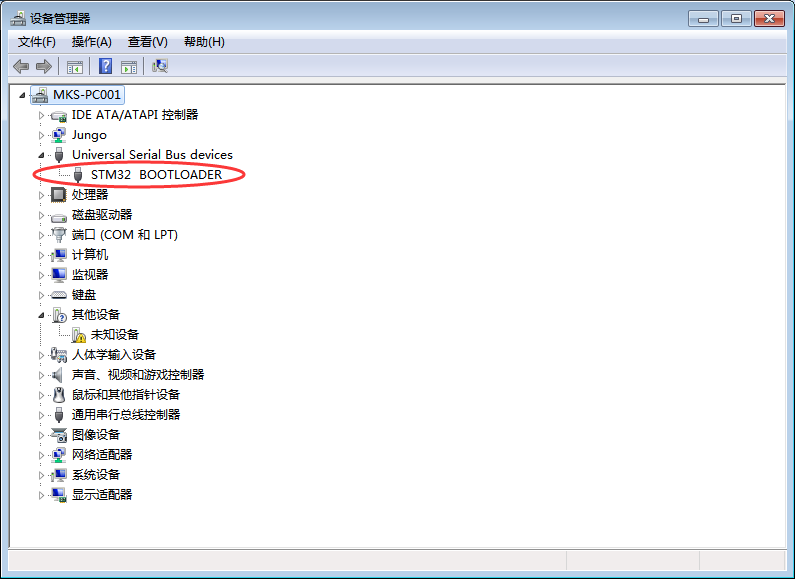 设备管理器
文件(F) 操作(A) 查看(V) 帮助(H)
MKS-PC001
IDE ATA/ATAPI 控制器
Jungo
Universal Serial Bus devices
STM32 BOOTLOADER
处理器
磁盘驱动器
端口 (COM 和 LPT)
计算机
监视器
键盘
其他设备
未知设备
人体学输入设备
声音、视频和游戏控制器
鼠标和其他指针设备
通用串行总线控制器
图像设备
网络适配器
系统设备
显示适配器